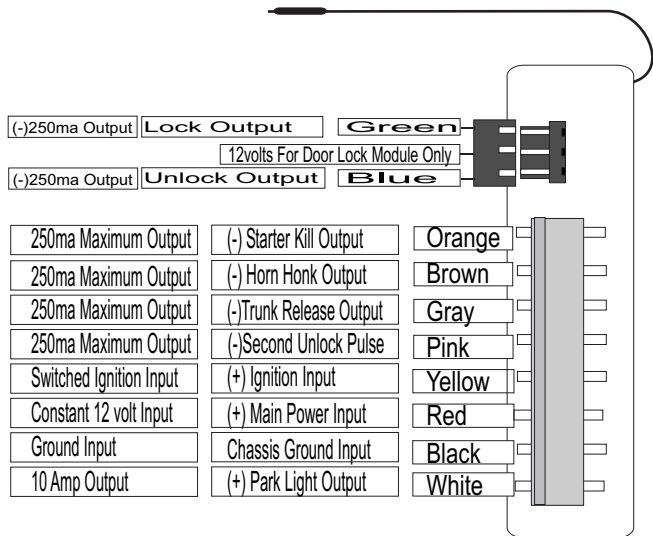 (-)250ma Output Lock Output Green
12volts For Door Lock Module Only
(-)250ma Output Unlock Output Blue
250ma Maximum Output (-) Starter Kill Output Orange
250ma Maximum Output (-) Horn Honk Output Brown
250ma Maximum Output (-)Trunk Release Output Gray
250ma Maximum Output (-)Second Unlock Pulse Pink
Switched Ignition Input (+) Ignition Input Yellow
Constant 12 volt Input (+) Main Power Input Red
Ground Input Chassis Ground Input Black
10 Amp Output (+) Park Light Output White